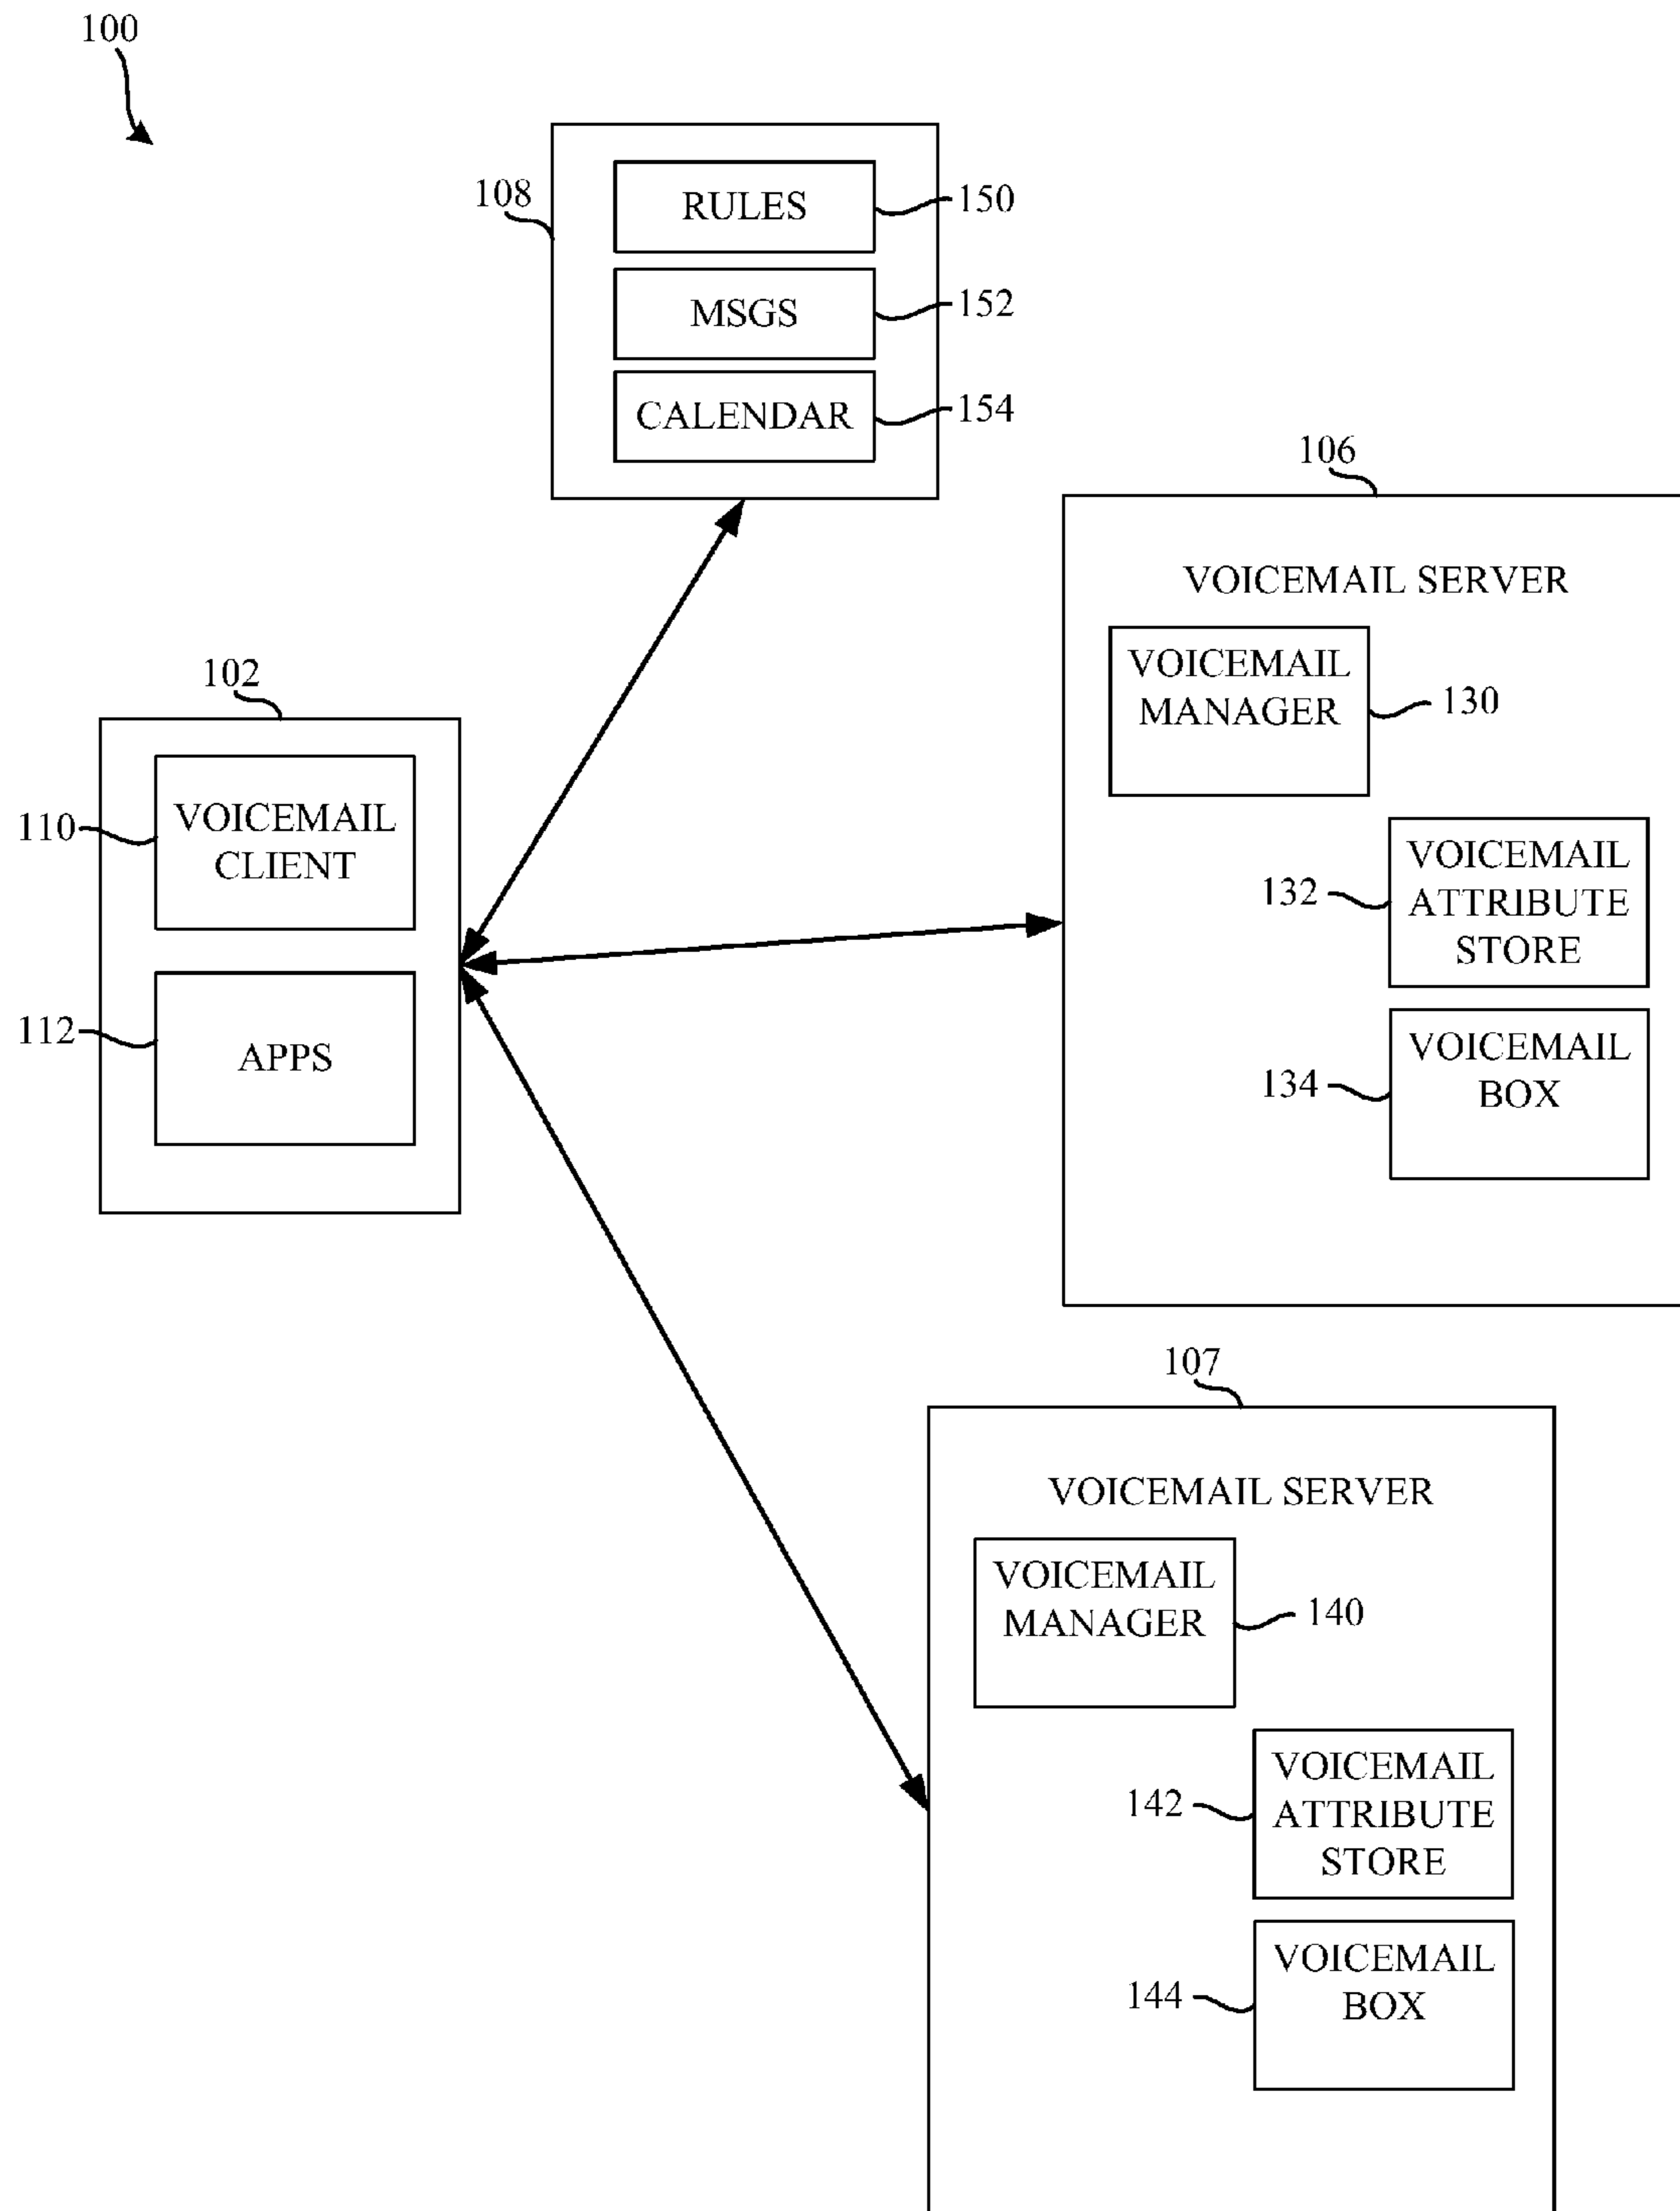 100
108
RULES
150
MSGS
152
CALENDAR
154
106
VOICEMAIL SERVER
VOICEMAIL
MANAGER
130
VOICEMAIL
ATTRIBUTE
STORE
132
VOICEMAIL
BOX
134
102
110
VOICEMAIL
CLIENT
112
APPS
107
VOICEMAIL SERVER
VOICEMAIL
MANAGER
140
VOICEMAIL
ATTRIBUTE
STORE
142
VOICEMAIL
BOX
144